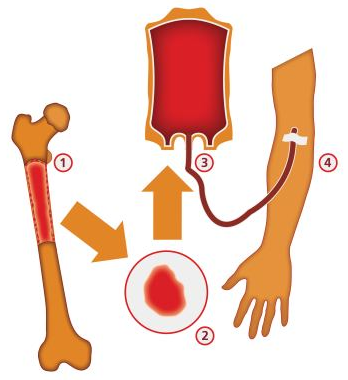 ①
②
③
④